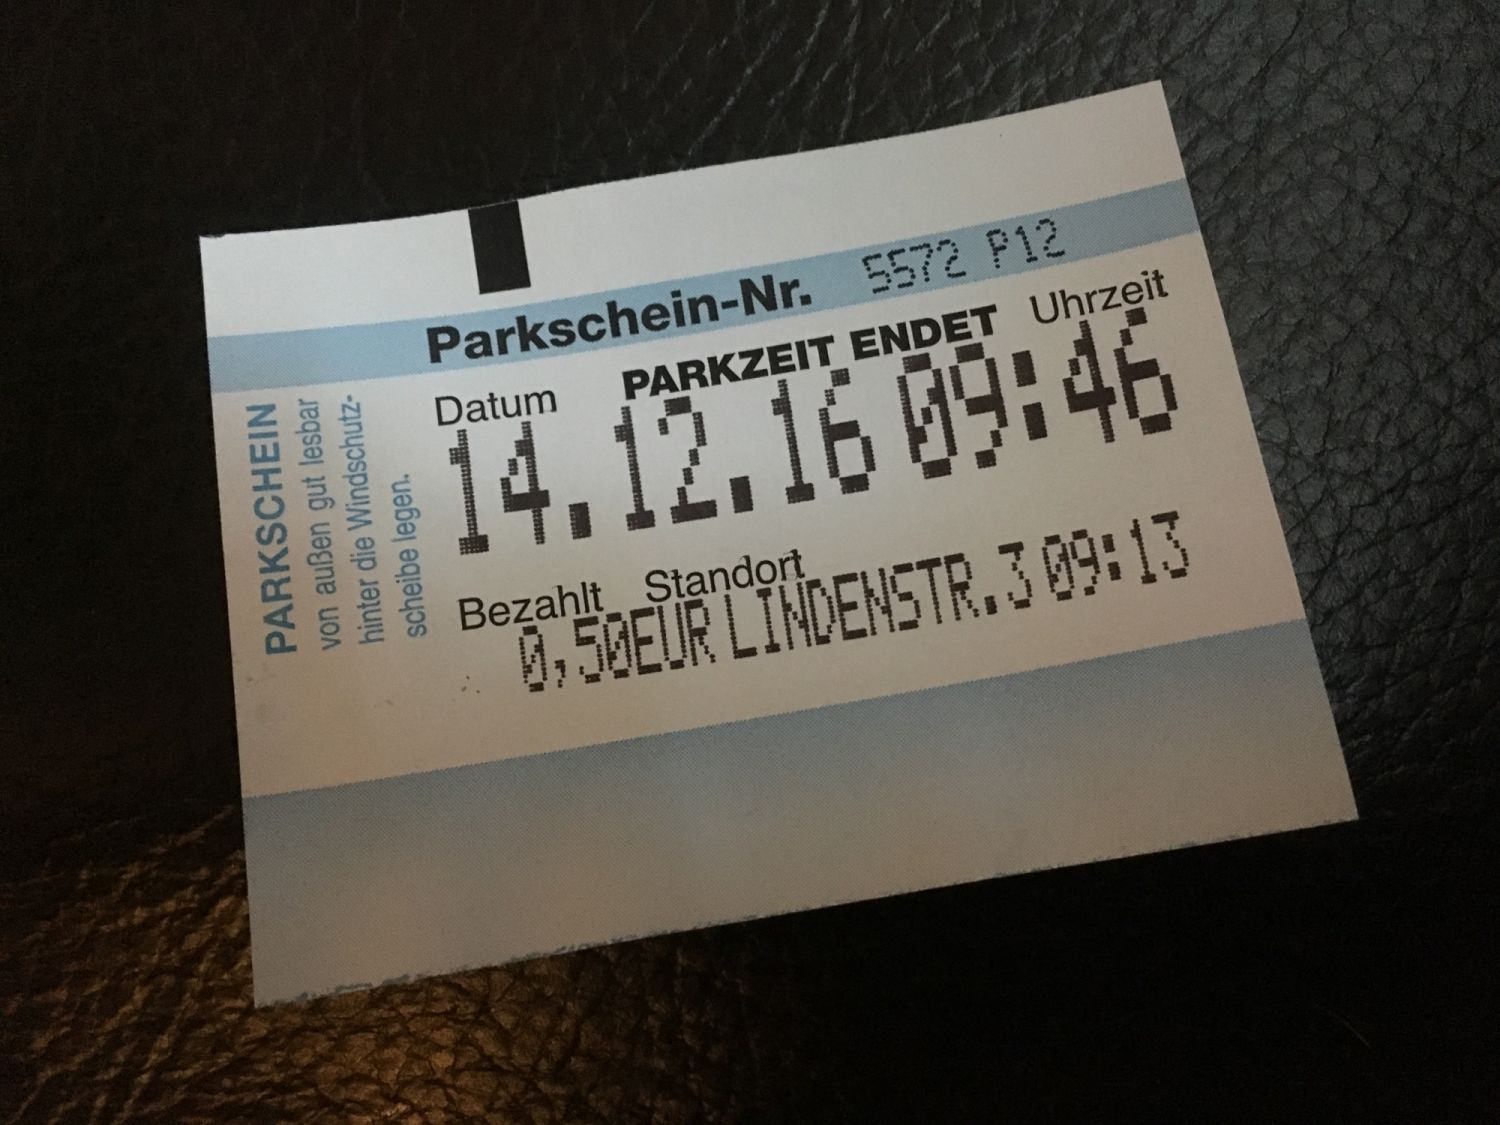 Parkschein-Nr. 5572 P12
Datum PARKZEIT ENDET Uhrzeit
14.12.16 09:46
Bezahlt Standort
0,50EUR LINDENSTR.3 09:13
PARKSCHEIN
von außen gut lesbar
hinter die Windschutz-
scheibe legen.